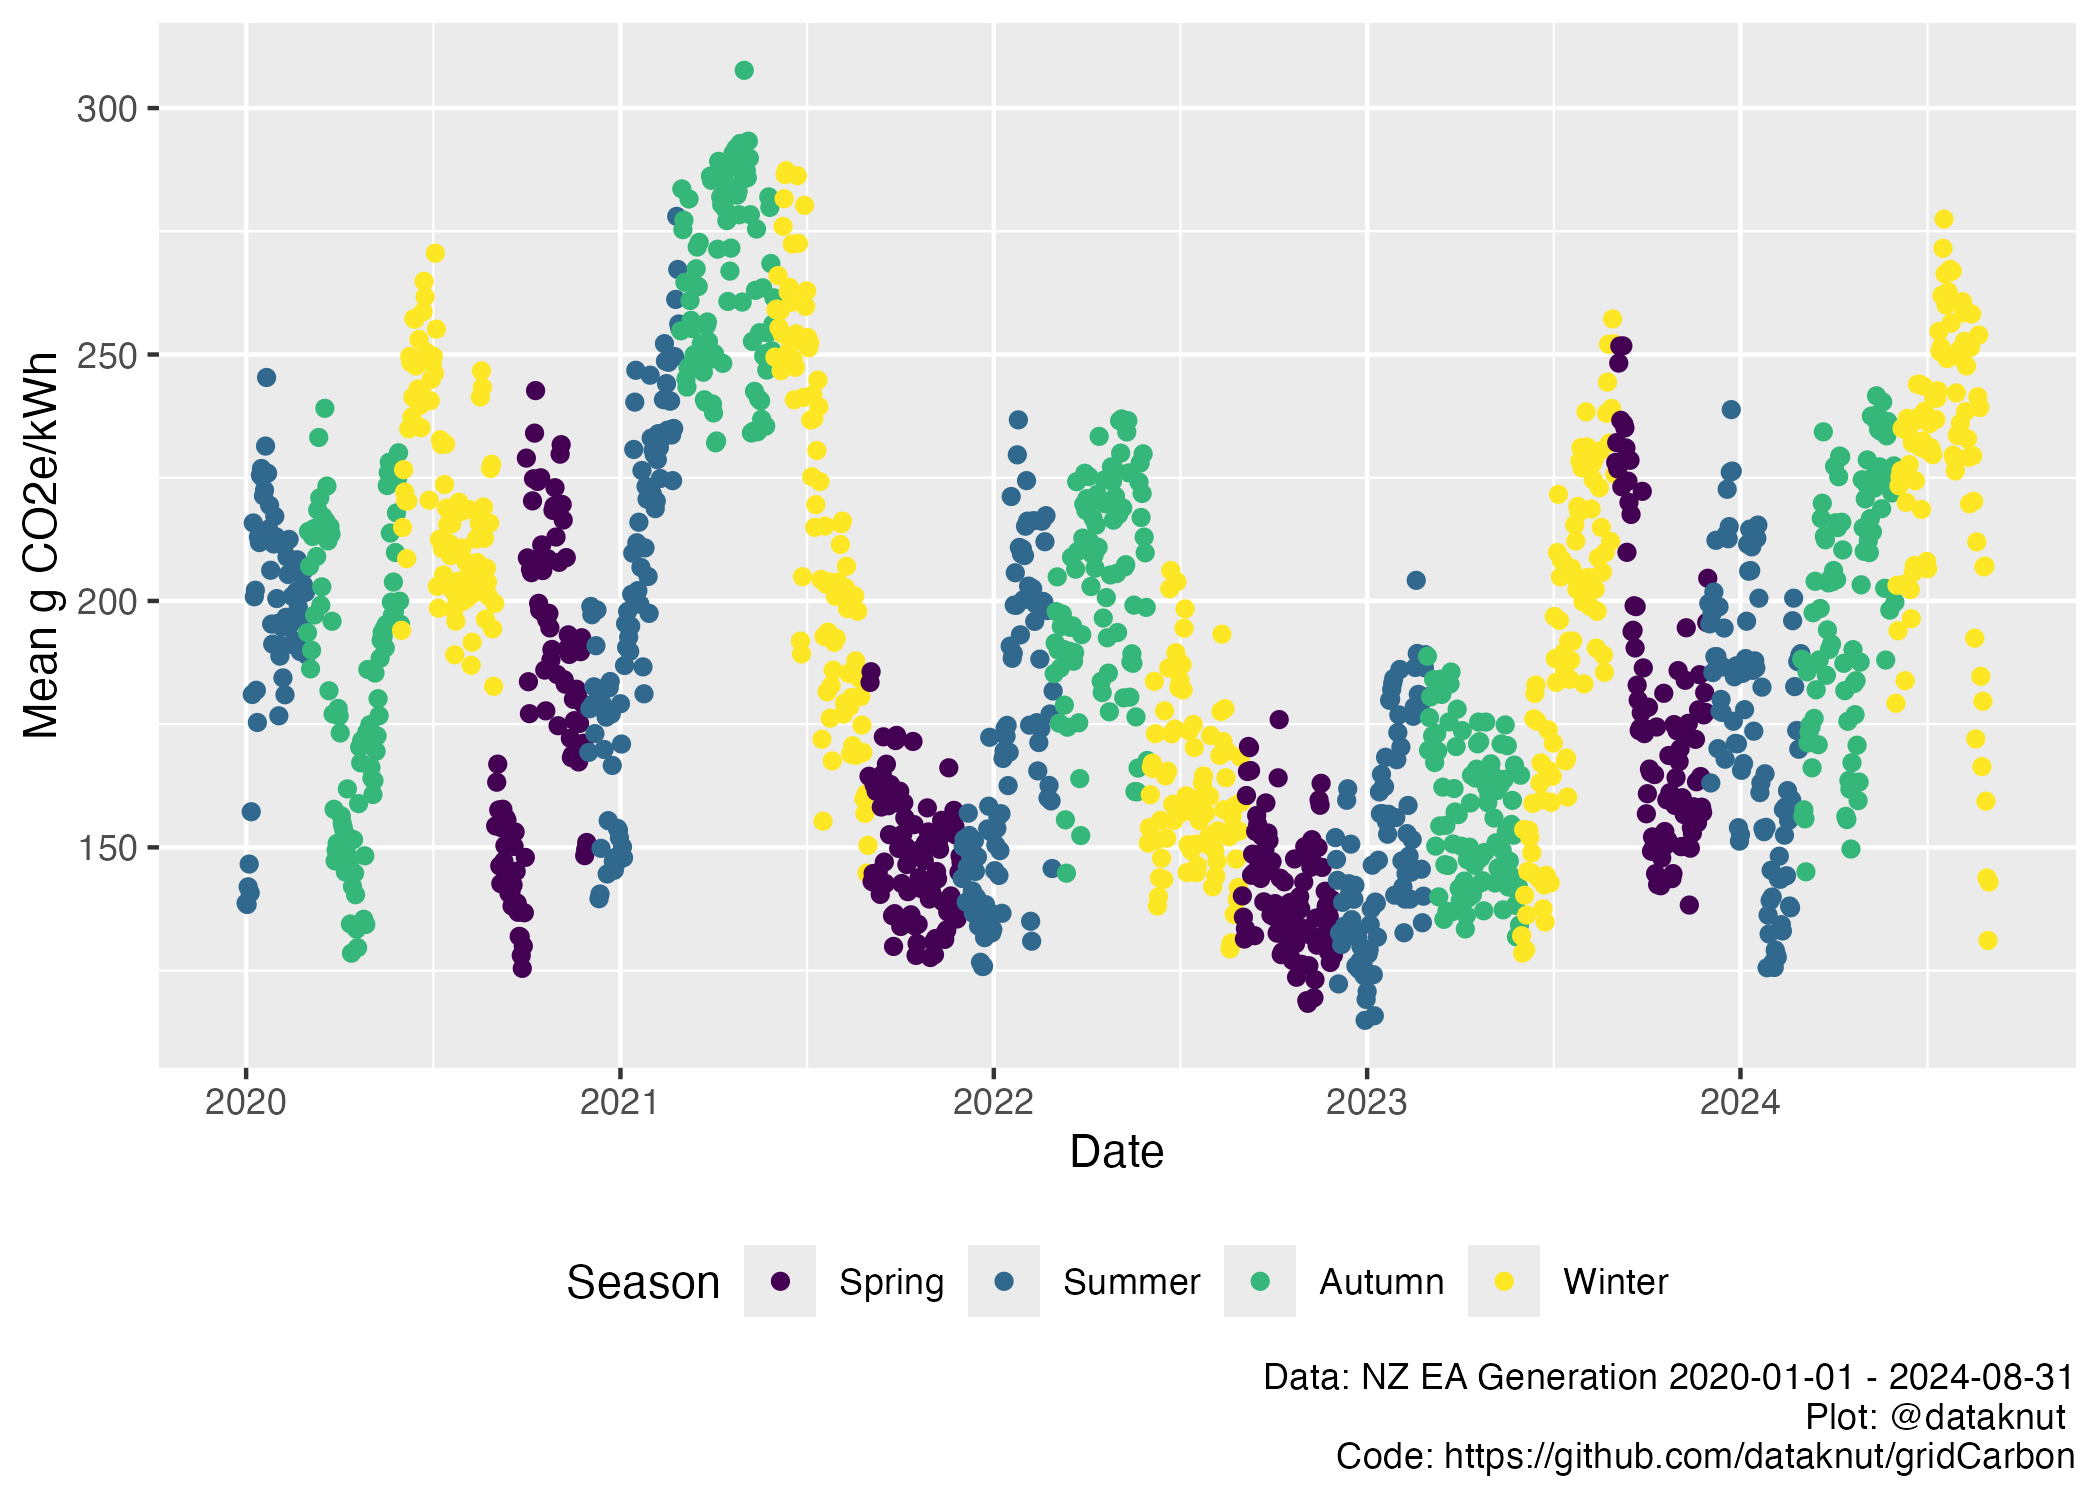 300
250
200
150
Mean g CO2e/kWh
2020 2021 2022 2023 2024
Date
Season Spring Summer Autumn Winter
Data: NZ EA Generation 2020-01-01 - 2024-08-31
Plot: @dataknut
Code: https://github.com/dataknut/gridCarbon